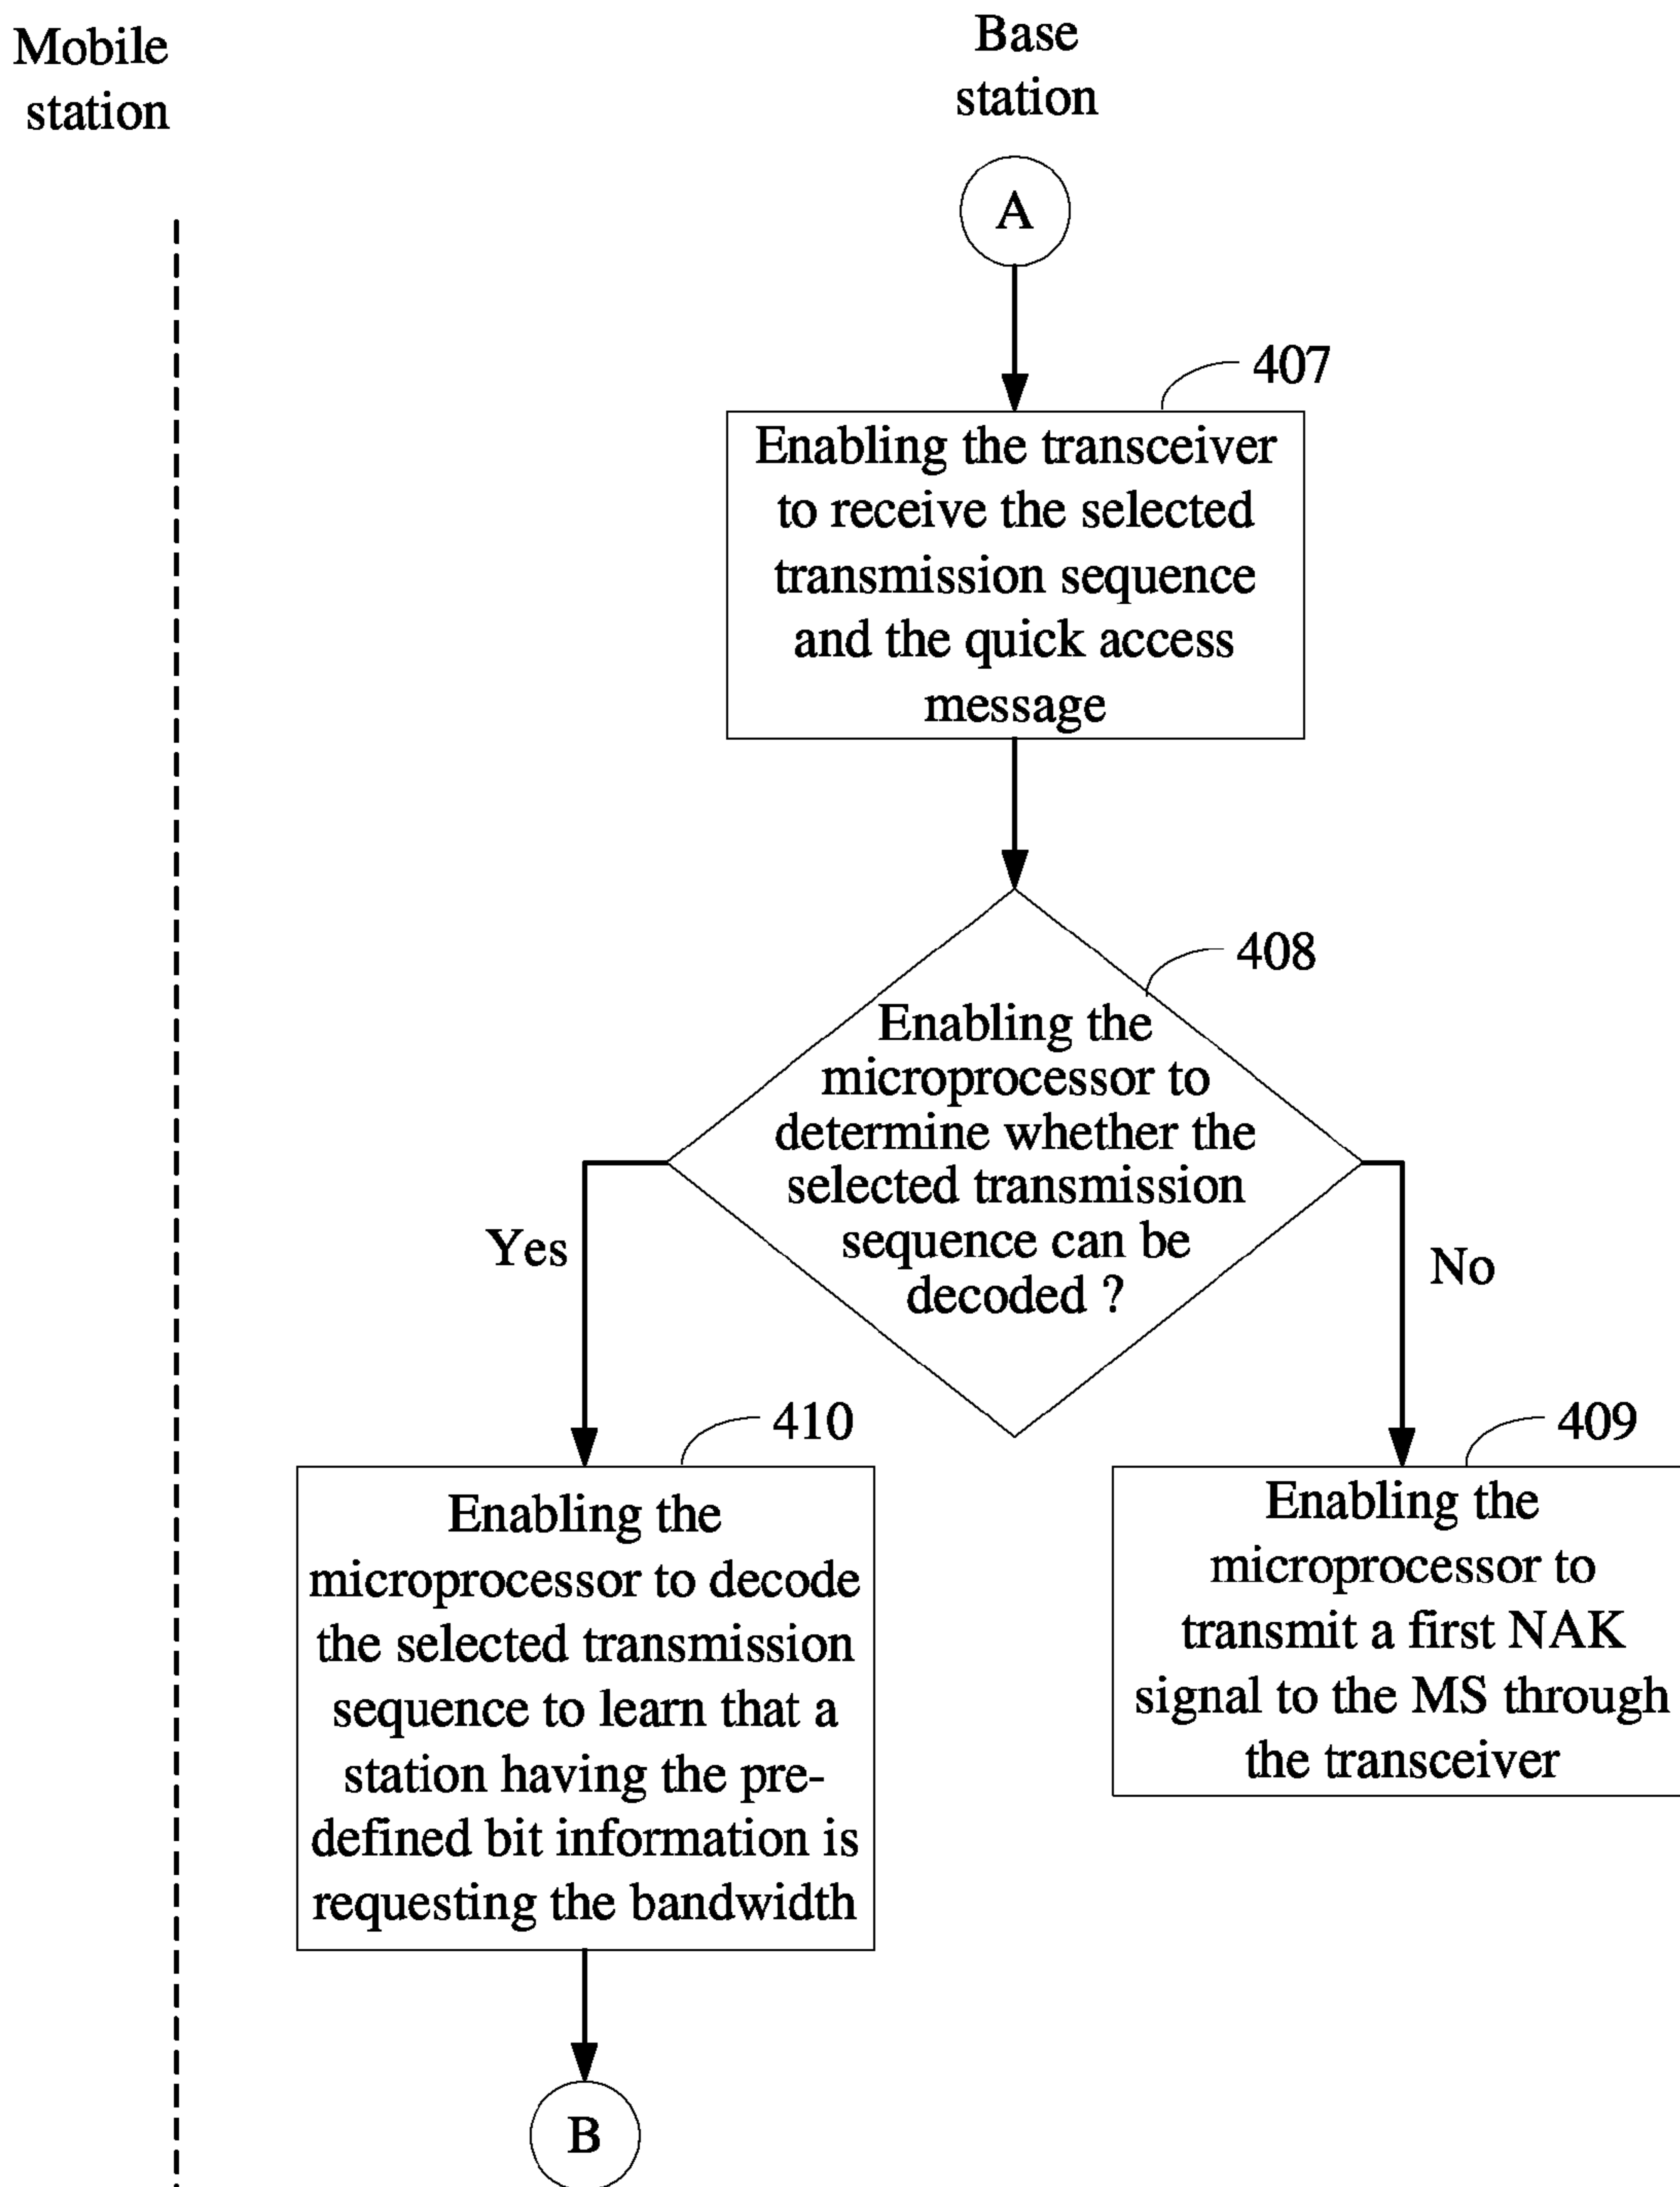 Mobile
station
Base
station
A
407
Enabling the transceiver
to receive the selected
transmission sequence
and the quick access
message
408
Enabling the
microprocessor to
determine whether the
selected transmission
sequence can be
decoded ?
Yes
No
410
Enabling the
microprocessor to decode
the selected transmission
sequence to learn that a
station having the pre-
defined bit information is
requesting the bandwidth
409
Enabling the
microprocessor to
transmit a first NAK
signal to the MS through
the transceiver
B